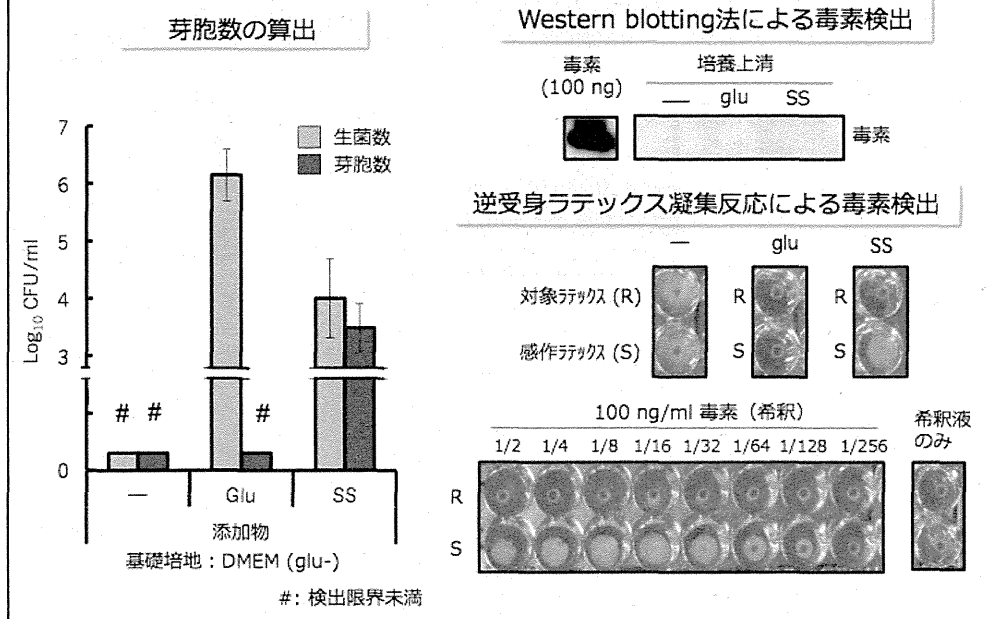 芽胞数の算出
Log₁₀ CFU/ml
7
6
5
4
3
0
生菌数
芽胞数
# # #
— Glu SS
添加物
基礎培地：DMEM (glu-)
#: 検出限界未満
Western blotting法による毒素検出
毒素
(100 ng)
培養上清
— glu SS
毒素
逆受身ラテックス凝集反応による毒素検出
— glu SS
対象ラテックス (R) R R
感作ラテックス (S) S S
100 ng/ml 毒素（希釈）
1/2 1/4 1/8 1/16 1/32 1/64 1/128 1/256
希釈液
のみ
R
S